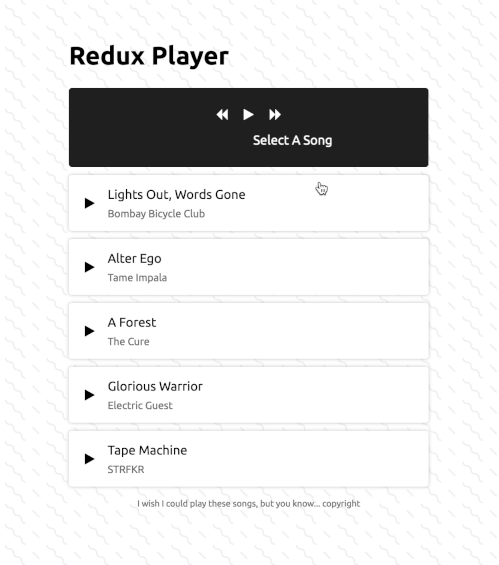 Redux Player
Select A Song
Lights Out, Words Gone
Bombay Bicycle Club
Alter Ego
Tame Impala
A Forest
The Cure
Glorious Warrior
Electric Guest
Tape Machine
STRFKR
I wish I could play these songs, but you know... copyright